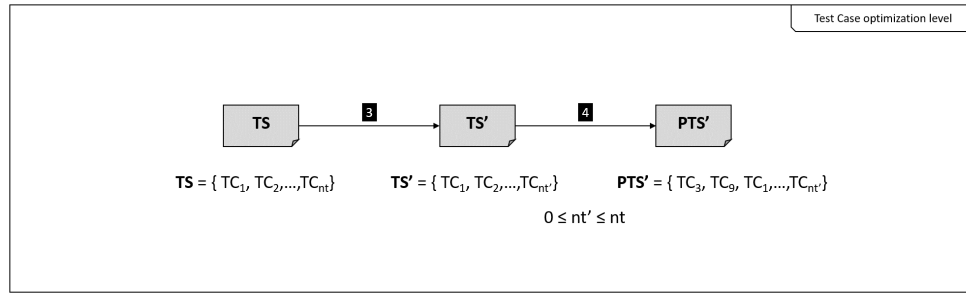 Test Case optimization level
3 4
TS TS’ PTS’
TS = { TC₁, TC₂,...,TCₙₜ} TS’ = { TC₁, TC₂,...,TCₙₜ’} PTS’ = { TC₃, TC₉, TC₁,...,TCₙₜ’}
0 ≤ nt’ ≤ nt